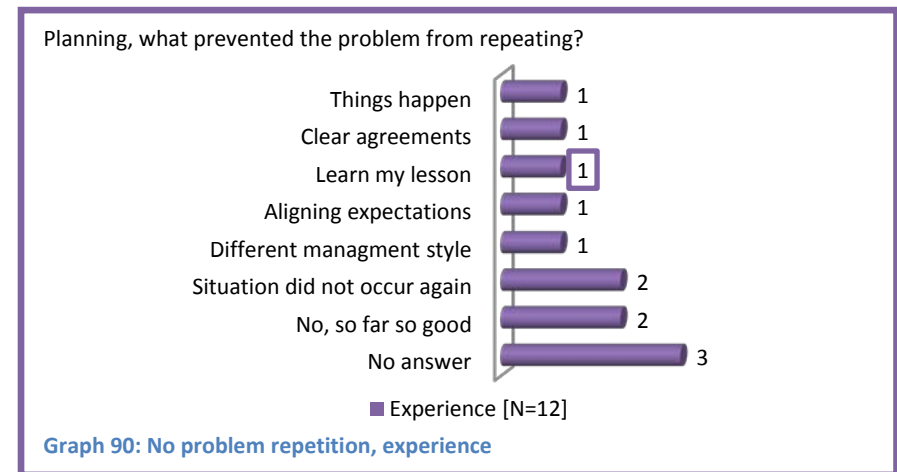 Planning, what prevented the problem from repeating?
Things happen 1
Clear agreements 1
Learn my lesson 1
Aligning expectations 1
Different managment style 1
Situation did not occur again 2
No, so far so good 2
No answer 3
Experience [N=12]
Graph 90: No problem repetition, experience